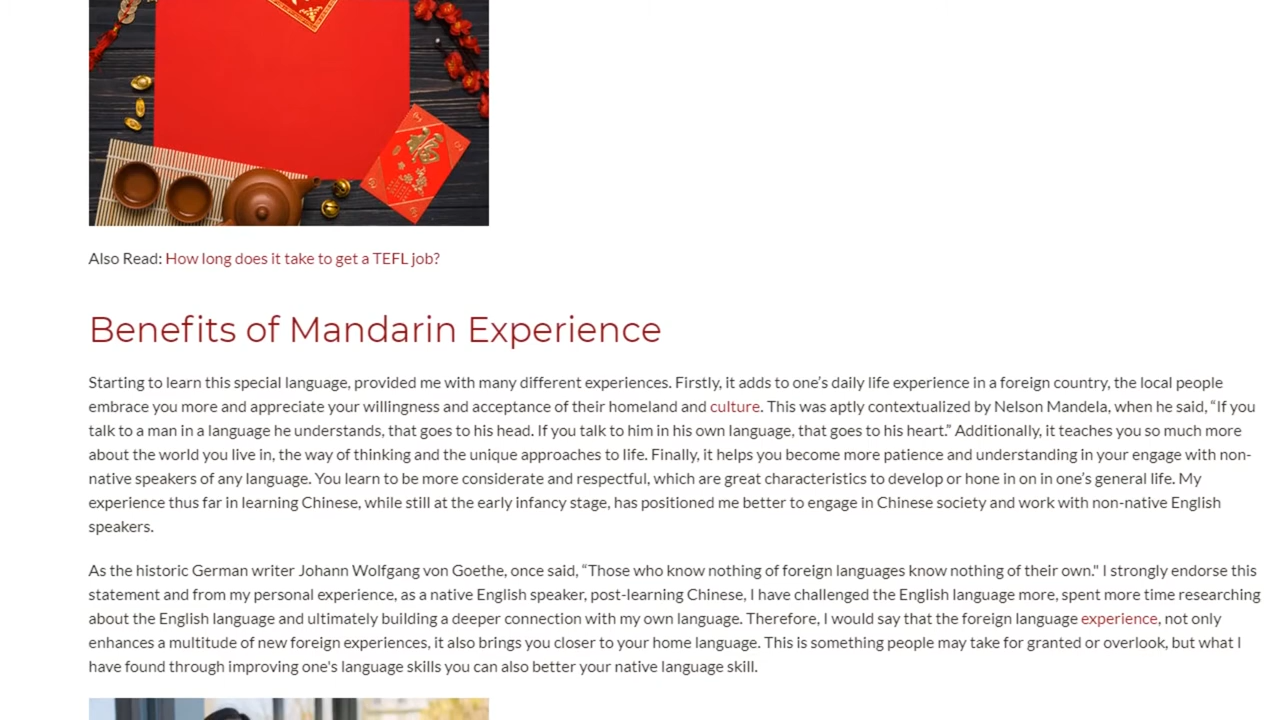 福
Also Read: How long does it take to get a TEFL job?
Benefits of Mandarin Experience
Starting to learn this special language, provided me with many different experiences. Firstly, it adds to one’s daily life experience in a foreign country, the local people
embrace you more and appreciate your willingness and acceptance of their homeland and culture. This was aptly contextualized by Nelson Mandela, when he said, “If you
talk to a man in a language he understands, that goes to his head. If you talk to him in his own language, that goes to his heart.” Additionally, it teaches you so much more
about the world you live in, the way of thinking and the unique approaches to life. Finally, it helps you become more patience and understanding in your engage with non-
native speakers of any language. You learn to be more considerate and respectful, which are great characteristics to develop or hone in on in one’s general life. My
experience thus far in learning Chinese, while still at the early infancy stage, has positioned me better to engage in Chinese society and work with non-native English
speakers.
As the historic German writer Johann Wolfgang von Goethe, once said, “Those who know nothing of foreign languages know nothing of their own." I strongly endorse this
statement and from my personal experience, as a native English speaker, post-learning Chinese, I have challenged the English language more, spent more time researching
about the English language and ultimately building a deeper connection with my own language. Therefore, I would say that the foreign language experience, not only
enhances a multitude of new foreign experiences, it also brings you closer to your home language. This is something people may take for granted or overlook, but what I
have found through improving one's language skills you can also better your native language skill.